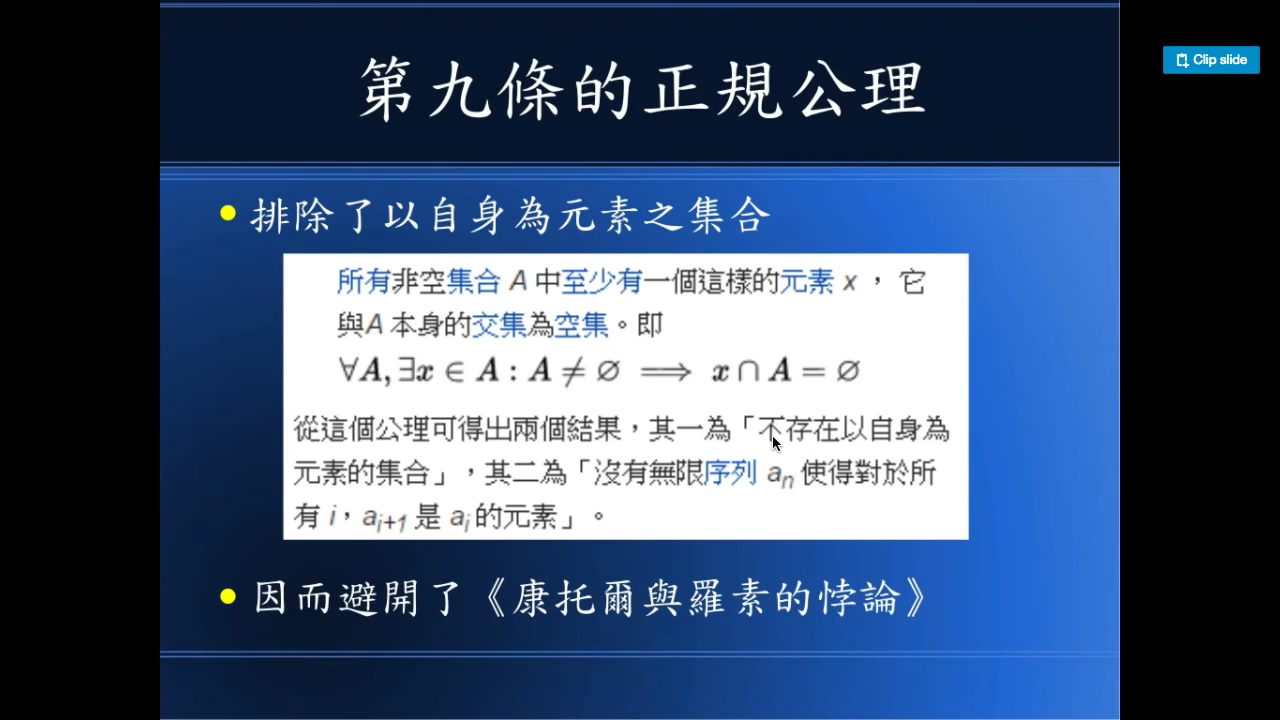 Clip slide
第九條的正規公理
排除了以自身為元素之集合
所有非空集合 A 中至少有一個這樣的元素 x ， 它
與A 本身的交集為空集。即
∀A, ∃x ∈ A : A ≠ ∅ ⟹ x ∩ A = ∅
從這個公理可得出兩個結果，其一為「不存在以自身為
元素的集合」，其二為「沒有無限序列 aₙ 使得對於所
有 i，aᵢ₊₁ 是 aᵢ 的元素」。
因而避開了《康托爾與羅素的悖論》